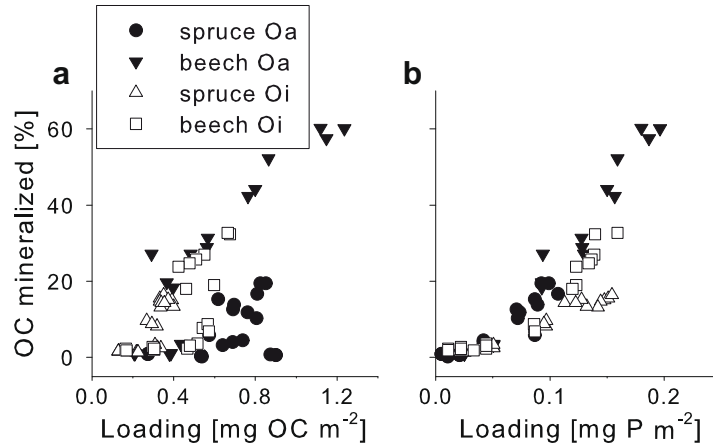 spruce Oa
beech Oa
spruce Oi
beech Oi
a
b
OC mineralized [%]
60
40
20
0
0.0
0.4
0.8
1.2
0.0
0.1
0.2
Loading [mg OC m⁻²]
Loading [mg P m⁻²]